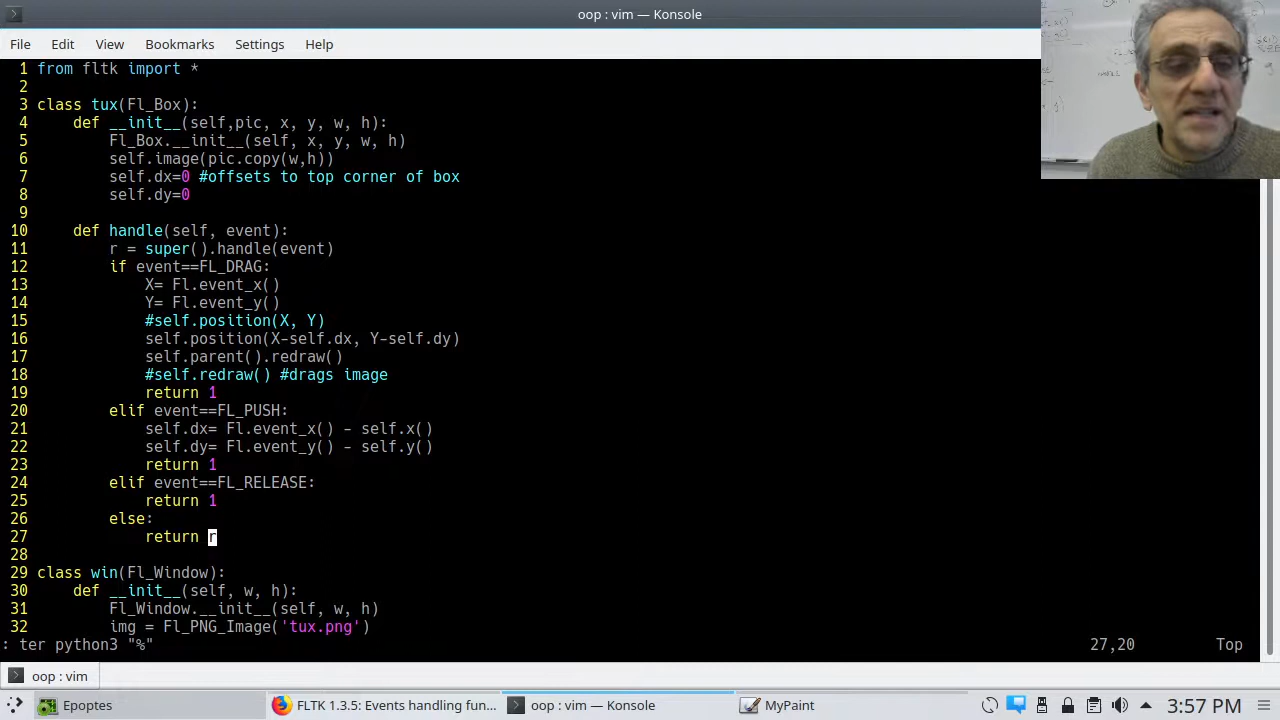 oop : vim — Konsole
File Edit View Bookmarks Settings Help
1 from fltk import *
2
3 class tux(Fl_Box):
4     def __init__(self,pic, x, y, w, h):
5         Fl_Box.__init__(self, x, y, w, h)
6         self.image(pic.copy(w,h))
7         self.dx=0 #offsets to top corner of box
8         self.dy=0
9
10     def handle(self, event):
11         r = super().handle(event)
12         if event==FL_DRAG:
13             X= Fl.event_x()
14             Y= Fl.event_y()
15             #self.position(X, Y)
16             self.position(X-self.dx, Y-self.dy)
17             self.parent().redraw()
18             #self.redraw() #drags image
19             return 1
20         elif event==FL_PUSH:
21             self.dx= Fl.event_x() - self.x()
22             self.dy= Fl.event_y() - self.y()
23             return 1
24         elif event==FL_RELEASE:
25             return 1
26         else:
27             return r
28
29 class win(Fl_Window):
30     def __init__(self, w, h):
31         Fl_Window.__init__(self, w, h)
32         img = Fl_PNG_Image('tux.png')
: ter python3 "%" 27,20 Top
oop : vim
Epoptes FLTK 1.3.5: Events handling fun... oop : vim — Konsole MyPaint 3:57 PM